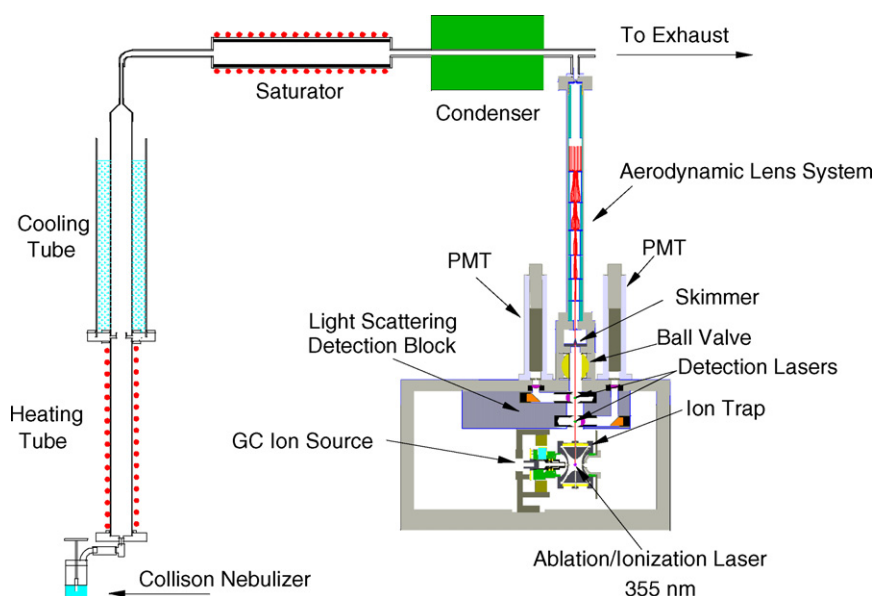 To Exhaust
Saturator
Condenser
Aerodynamic Lens System
Cooling
Tube
PMT
PMT
Skimmer
Light Scattering
Detection Block
Ball Valve
Detection Lasers
Heating
Tube
Ion Trap
GC Ion Source
Ablation/Ionization Laser
355 nm
Collison Nebulizer